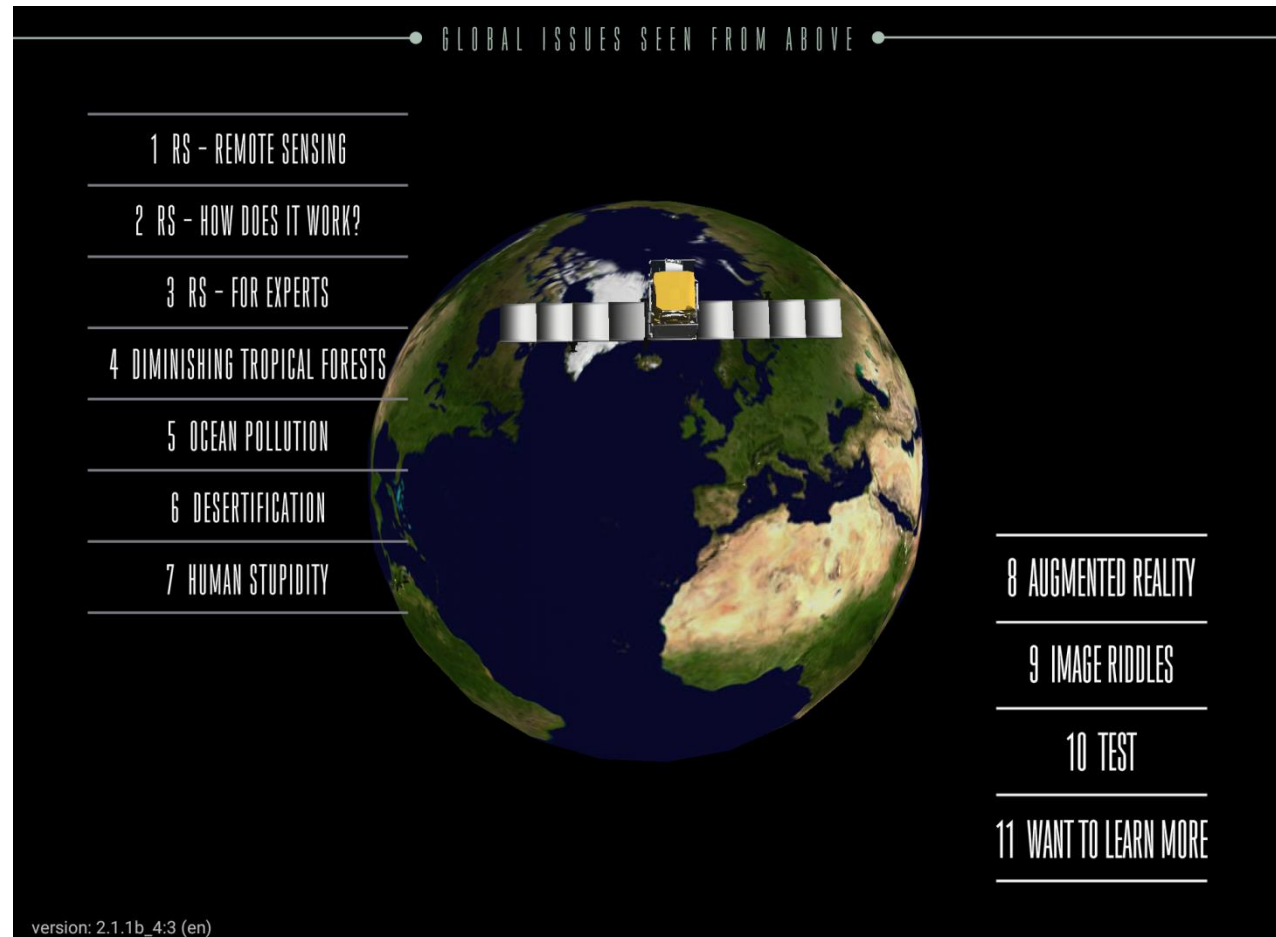 GLOBAL ISSUES SEEN FROM ABOVE
1 RS - REMOTE SENSING
2 RS - HOW DOES IT WORK?
3 RS - FOR EXPERTS
4 DIMINISHING TROPICAL FORESTS
5 OCEAN POLLUTION
6 DESERTIFICATION
7 HUMAN STUPIDITY
8 AUGMENTED REALITY
9 IMAGE RIDDLES
10 TEST
11 WANT TO LEARN MORE
version: 2.1.1b_4:3 (en)